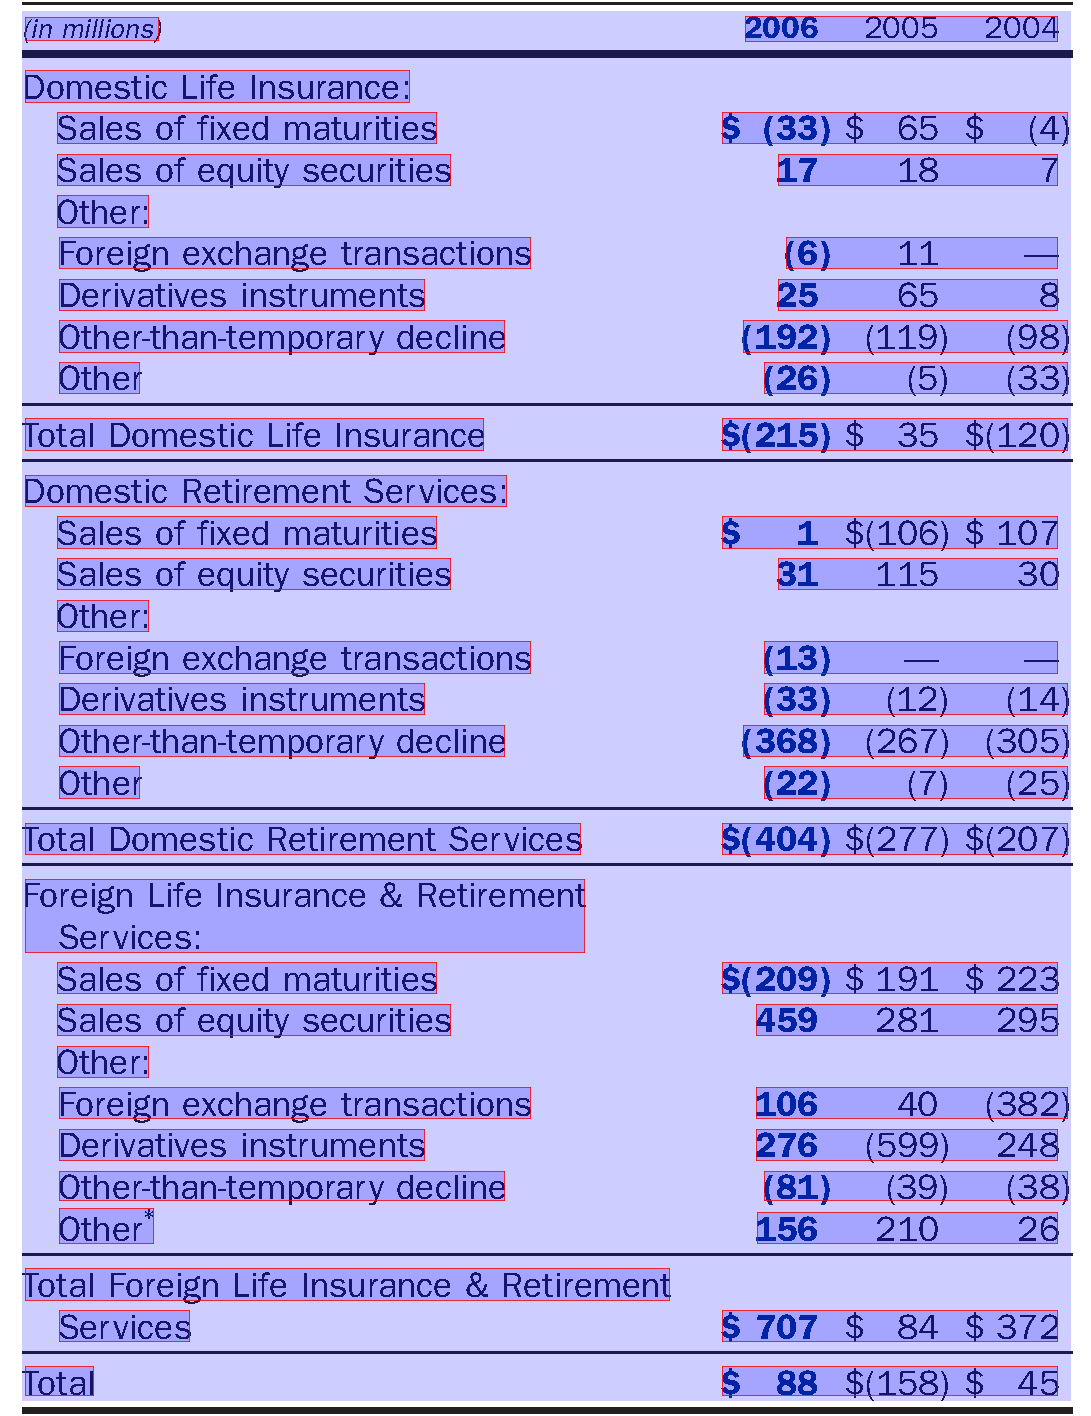 (in millions) 2006 2005 2004
Domestic Life Insurance:
Sales of fixed maturities $ (33) $ 65 $ (4)
Sales of equity securities 17 18 7
Other:
Foreign exchange transactions (6) 11 —
Derivatives instruments 25 65 8
Other-than-temporary decline (192) (119) (98)
Other (26) (5) (33)
Total Domestic Life Insurance $(215) $ 35 $(120)
Domestic Retirement Services:
Sales of fixed maturities $ 1 $(106) $ 107
Sales of equity securities 31 115 30
Other:
Foreign exchange transactions (13) — —
Derivatives instruments (33) (12) (14)
Other-than-temporary decline (368) (267) (305)
Other (22) (7) (25)
Total Domestic Retirement Services $(404) $(277) $(207)
Foreign Life Insurance & Retirement
Services:
Sales of fixed maturities $(209) $ 191 $ 223
Sales of equity securities 459 281 295
Other:
Foreign exchange transactions 106 40 (382)
Derivatives instruments 276 (599) 248
Other-than-temporary decline (81) (39) (38)
Other* 156 210 26
Total Foreign Life Insurance & Retirement
Services $ 707 $ 84 $ 372
Total $ 88 $(158) $ 45